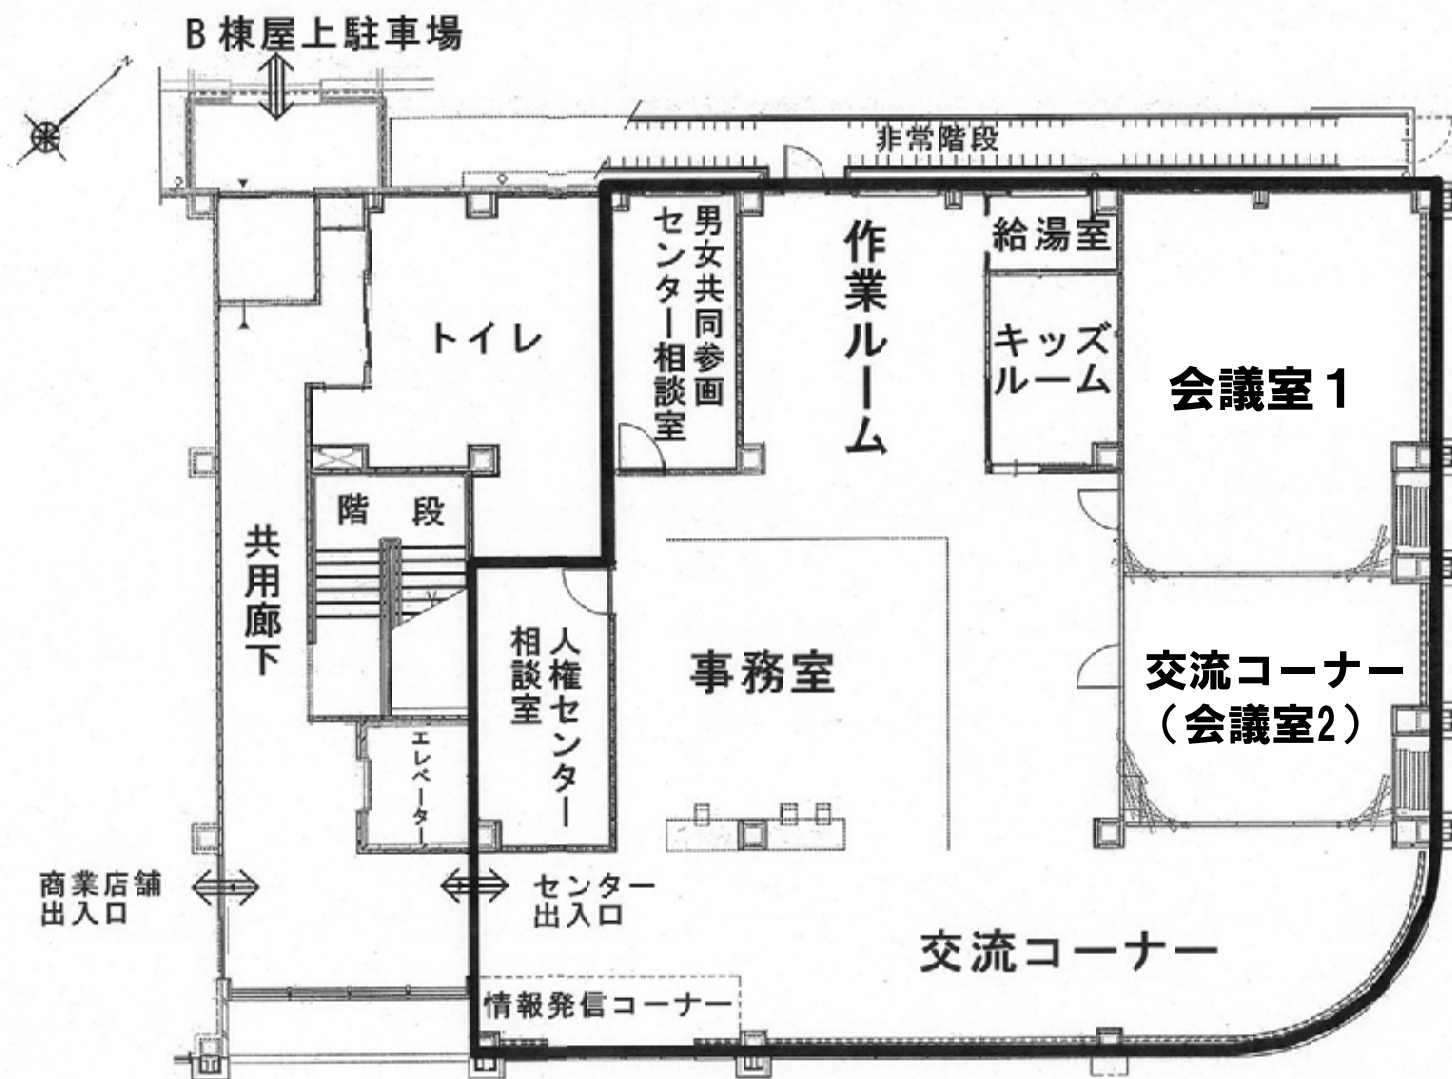 B棟屋上駐車場
N
非常階段
男女共同参画
センター相談室
作業ルーム
給湯室
キッズ
ルーム
会議室1
トイレ
階 段
共用廊下
人権センター
相談室
事務室
交流コーナー
(会議室2)
エレベーター
商業店舗
出入口
センター
出入口
交流コーナー
情報発信コーナー